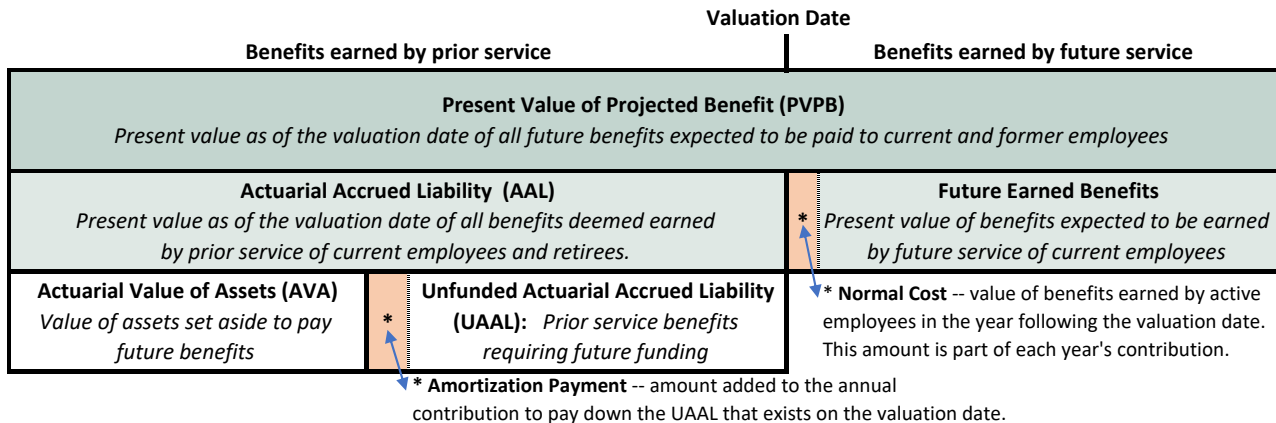 Valuation Date
Benefits earned by prior service
Benefits earned by future service
Present Value of Projected Benefit (PVPB)
Present value as of the valuation date of all future benefits expected to be paid to current and former employees
Actuarial Accrued Liability (AAL)
Present value as of the valuation date of all benefits deemed earned
by prior service of current employees and retirees.
*
Future Earned Benefits
Present value of benefits expected to be earned
by future service of current employees
Actuarial Value of Assets (AVA)
Value of assets set aside to pay
future benefits
*
Unfunded Actuarial Accrued Liability
(UAAL): Prior service benefits
requiring future funding
* Normal Cost -- value of benefits earned by active
employees in the year following the valuation date.
This amount is part of each year's contribution.
* Amortization Payment -- amount added to the annual
contribution to pay down the UAAL that exists on the valuation date.